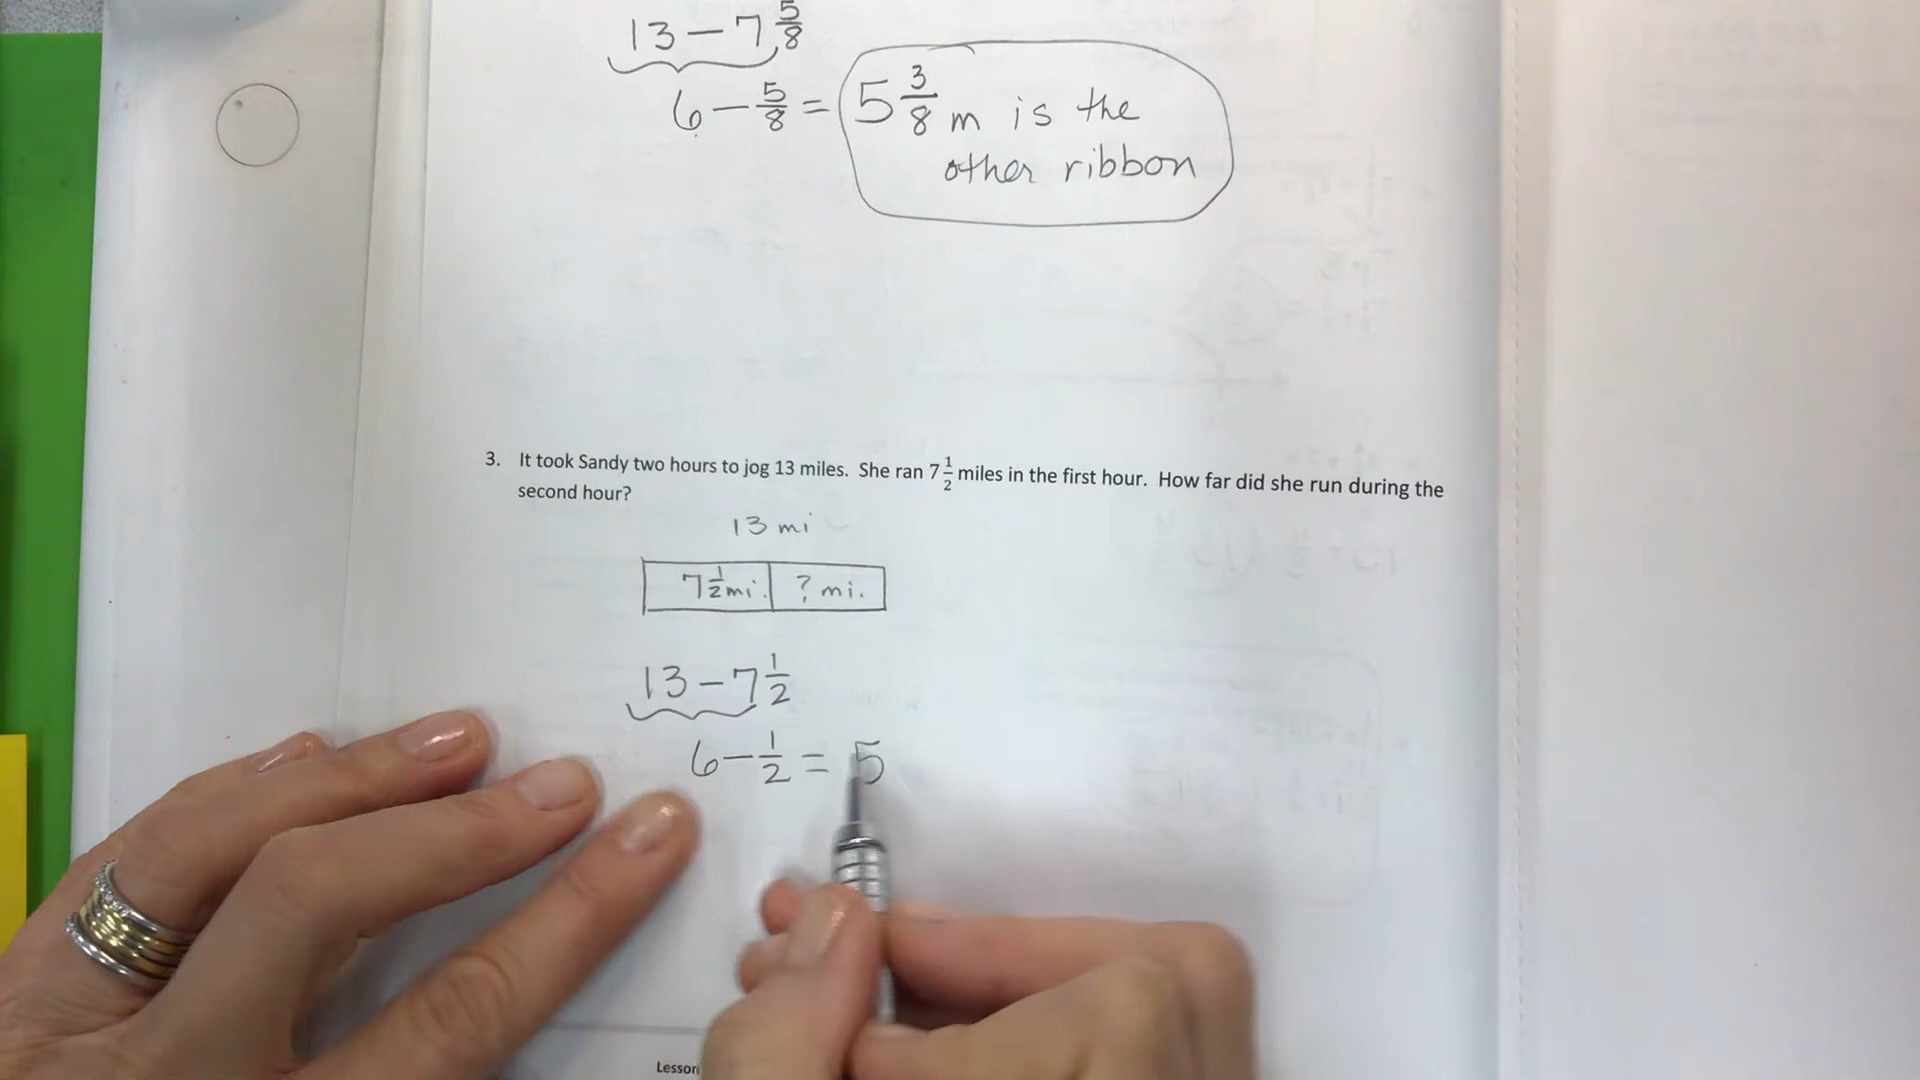 13 - 7 5/8
6 - 5/8 = 5 3/8 m is the
other ribbon
3. It took Sandy two hours to jog 13 miles. She ran 7 1/2 miles in the first hour. How far did she run during the
second hour?
13 mi
7 1/2 mi. ? mi.
13 - 7 1/2
6 - 1/2 = 5
Lesson